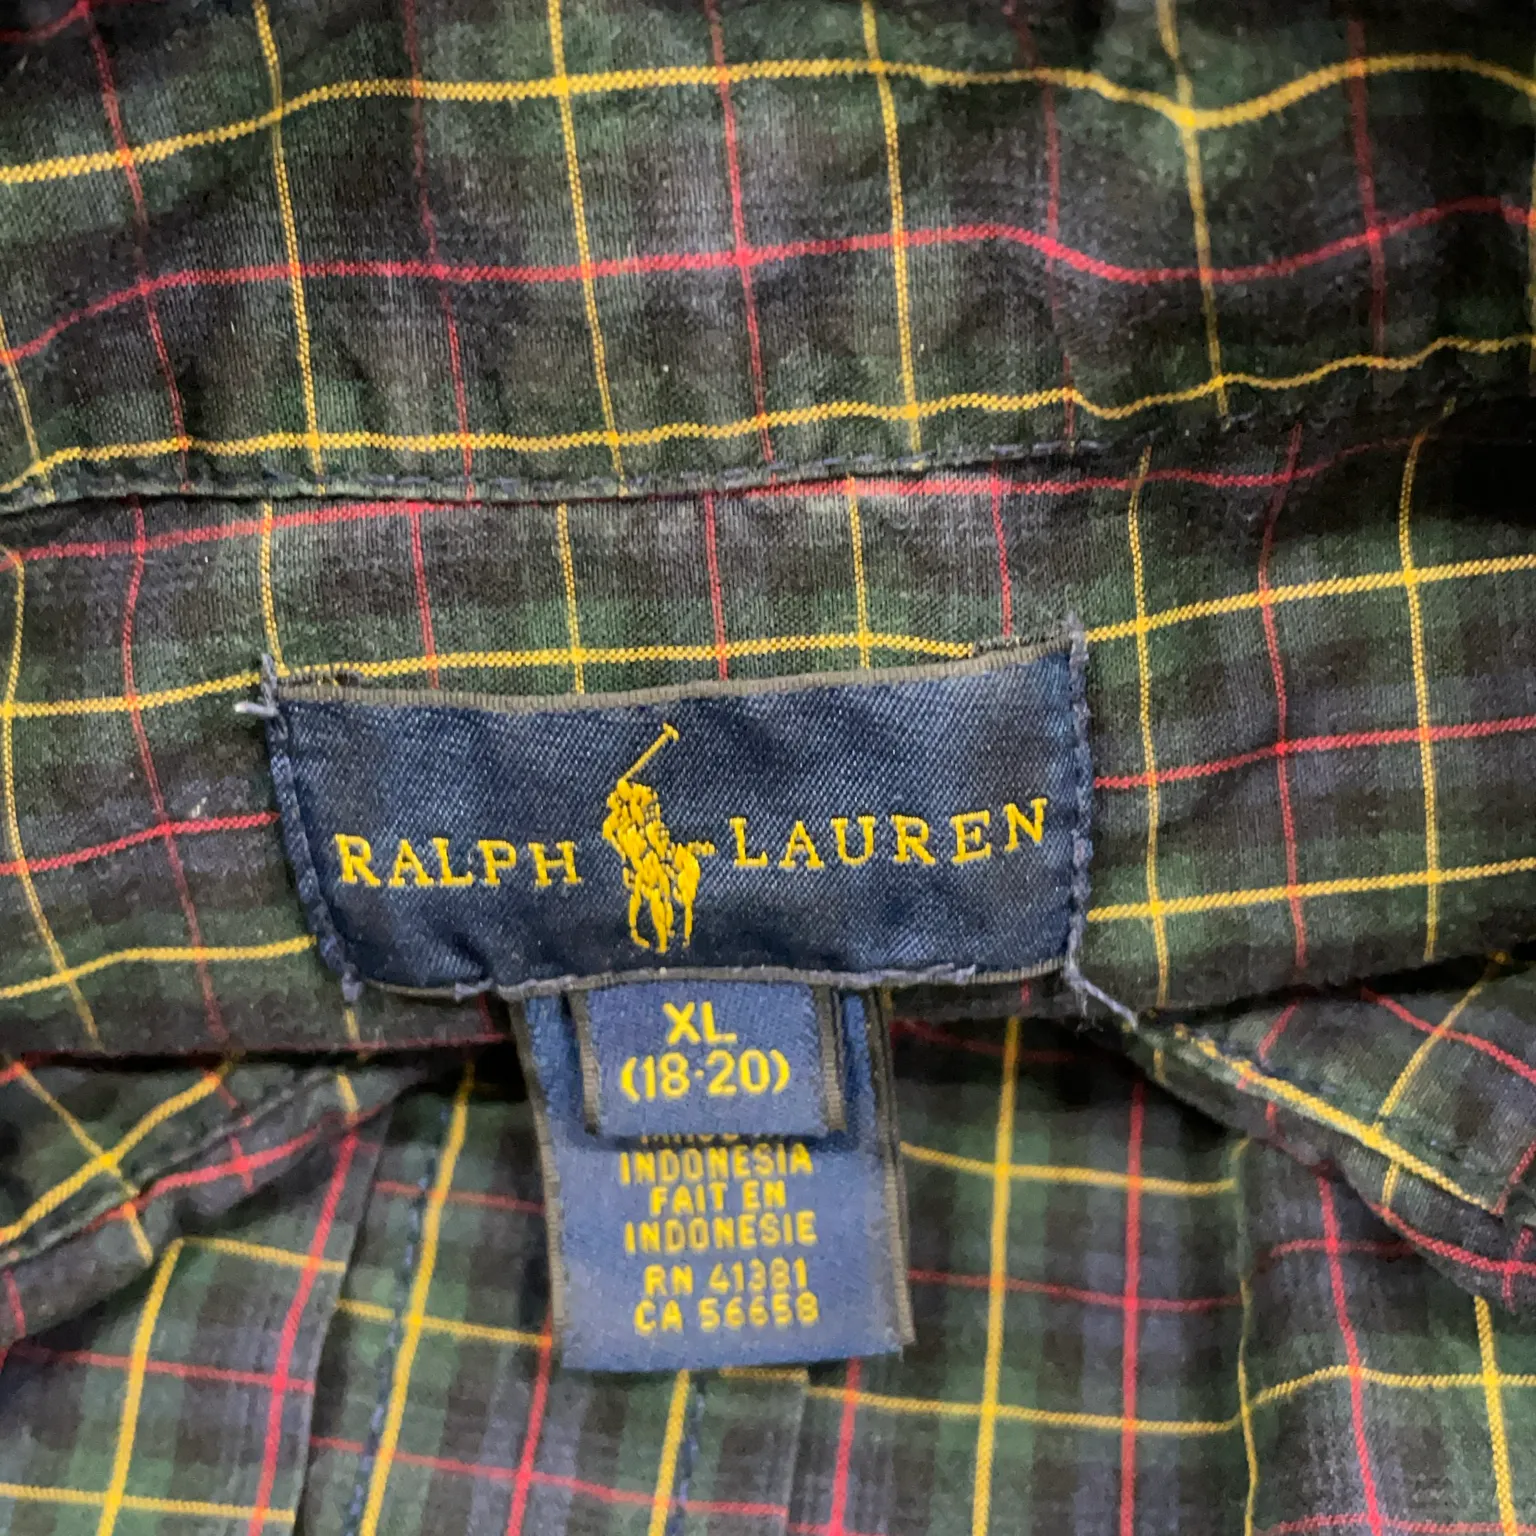 RALPH LAUREN
XL
(18-20)
INDONESIA
FAIT EN
INDONESIE
RN 41381
CA 56658